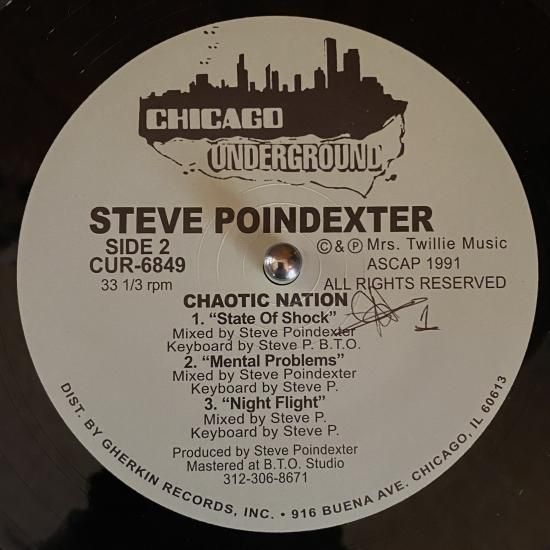 CHICAGO
UNDERGROUND
STEVE POINDEXTER
SIDE 2
CUR-6849
33 1/3 rpm
© & ℗ Mrs. Twillie Music
ASCAP 1991
ALL RIGHTS RESERVED
CHAOTIC NATION
1. “State Of Shock”
Mixed by Steve Poindexter
Keyboard by Steve P. B.T.O.
2. “Mental Problems”
Mixed by Steve Poindexter
Keyboard by Steve P.
3. “Night Flight”
Mixed by Steve P.
Keyboard by Steve P.
1
Produced by Steve Poindexter
Mastered at B.T.O. Studio
312-306-8671
DIST. BY GHERKIN RECORDS, INC. • 916 BUENA AVE. CHICAGO, IL 60613